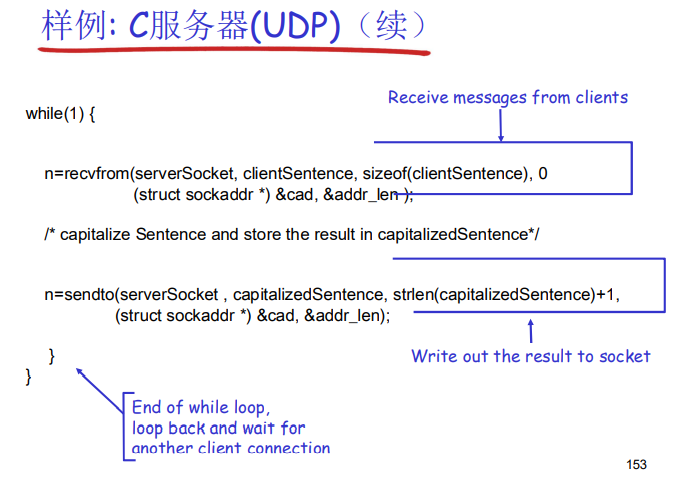 样例: C服务器(UDP)（续）
Receive messages from clients
while(1) {
n=recvfrom(serverSocket, clientSentence, sizeof(clientSentence), 0
(struct sockaddr *) &cad, &addr_len );
/* capitalize Sentence and store the result in capitalizedSentence*/
n=sendto(serverSocket , capitalizedSentence, strlen(capitalizedSentence)+1,
(struct sockaddr *) &cad, &addr_len);
Write out the result to socket
}
}
End of while loop,
loop back and wait for
another client connection
153